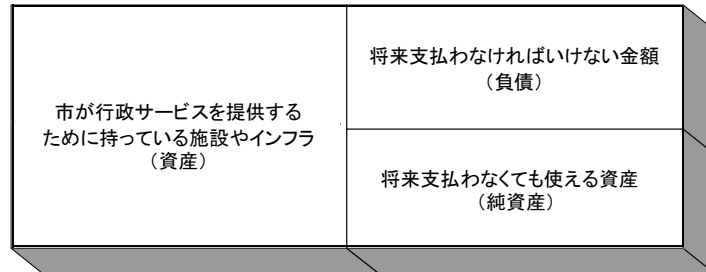 市が行政サービスを提供する
ために持っている施設やインフラ
（資産）
将来支払わなければいけない金額
（負債）
将来支払わなくても使える資産
（純資産）